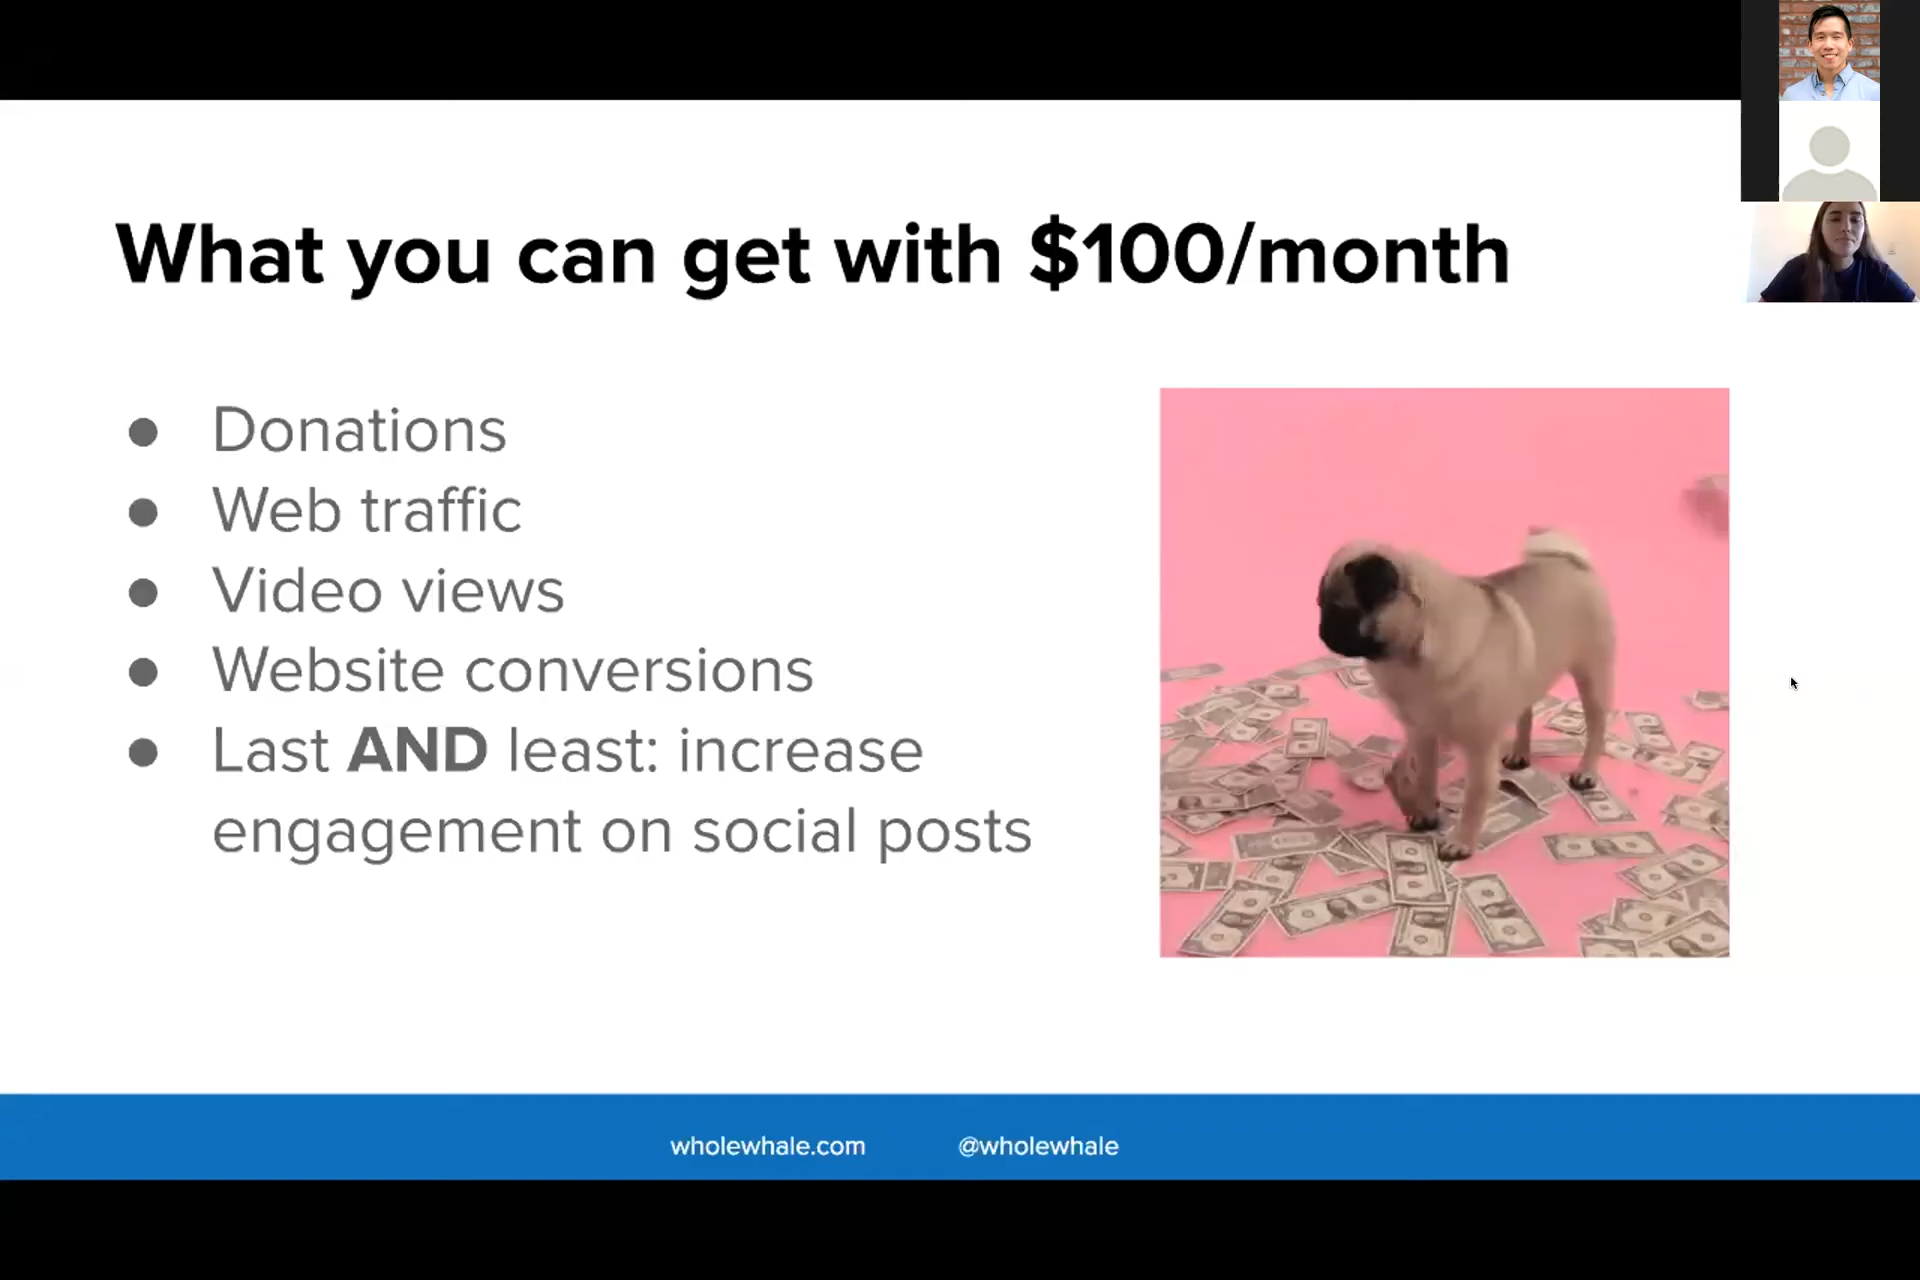 What you can get with $100/month
● Donations
● Web traffic
● Video views
● Website conversions
● Last AND least: increase
engagement on social posts
wholewhale.com @wholewhale